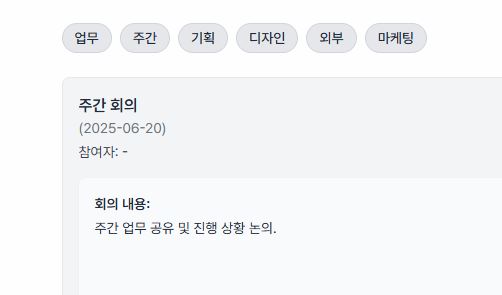 업무 주간 기획 디자인 외부 마케팅
주간 회의
(2025-06-20)
참여자: -
회의 내용:
주간 업무 공유 및 진행 상황 논의.